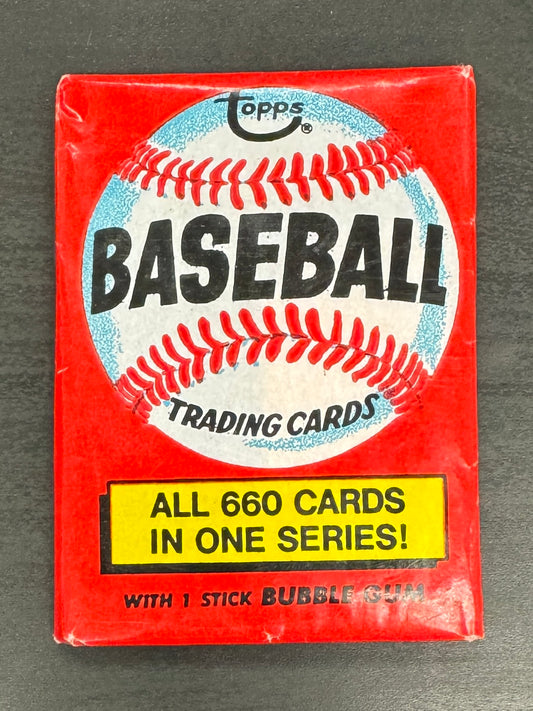 Topps®
BASEBALL
TRADING CARDS
ALL 660 CARDS
IN ONE SERIES!
WITH 1 STICK BUBBLE GUM